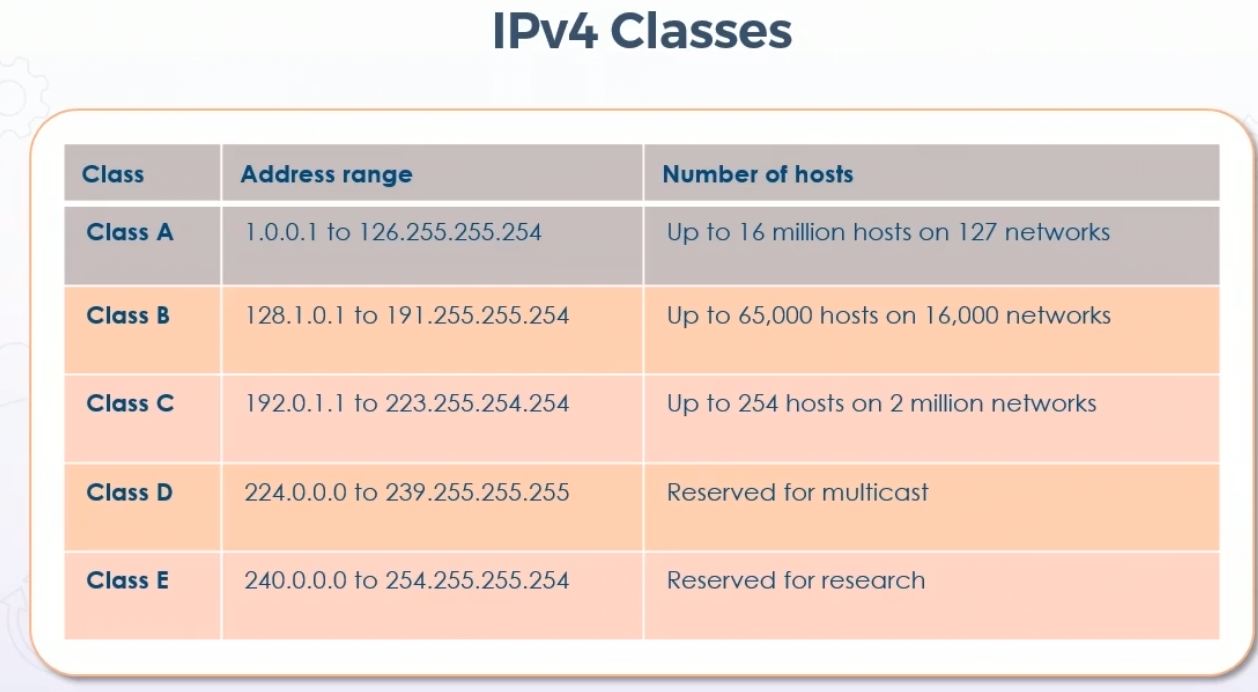 IPv4 Classes
Class Address range Number of hosts
Class A 1.0.0.1 to 126.255.255.254 Up to 16 million hosts on 127 networks
Class B 128.1.0.1 to 191.255.255.254 Up to 65,000 hosts on 16,000 networks
Class C 192.0.1.1 to 223.255.254.254 Up to 254 hosts on 2 million networks
Class D 224.0.0.0 to 239.255.255.255 Reserved for multicast
Class E 240.0.0.0 to 254.255.255.254 Reserved for research